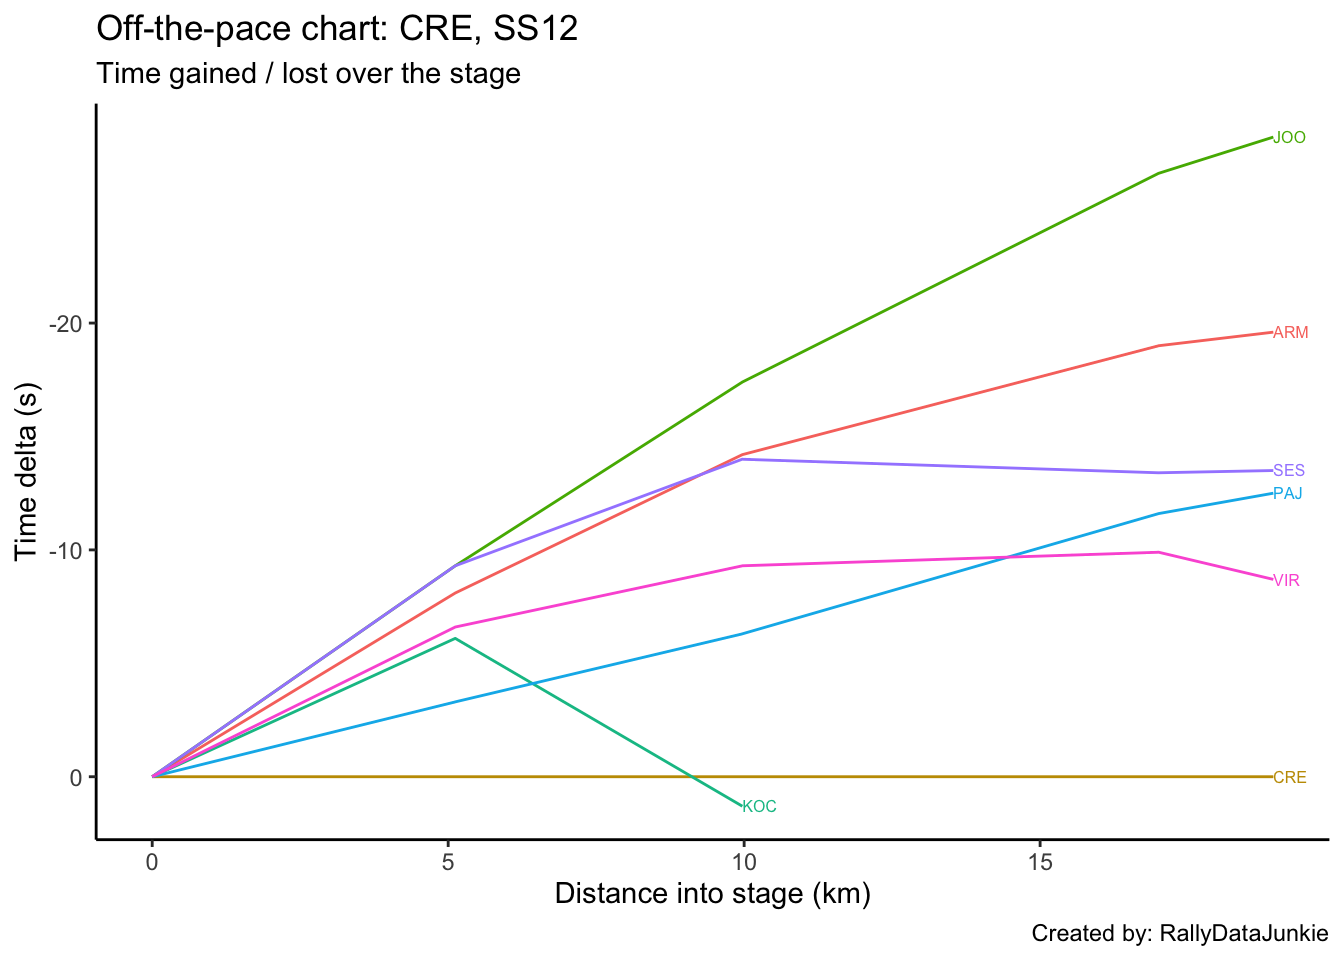 Off-the-pace chart: CRE, SS12
Time gained / lost over the stage
Time delta (s)
-20
-10
0
JOO
ARM
SES
PAJ
VIR
CRE
KOC
0 5 10 15
Distance into stage (km)
Created by: RallyDataJunkie